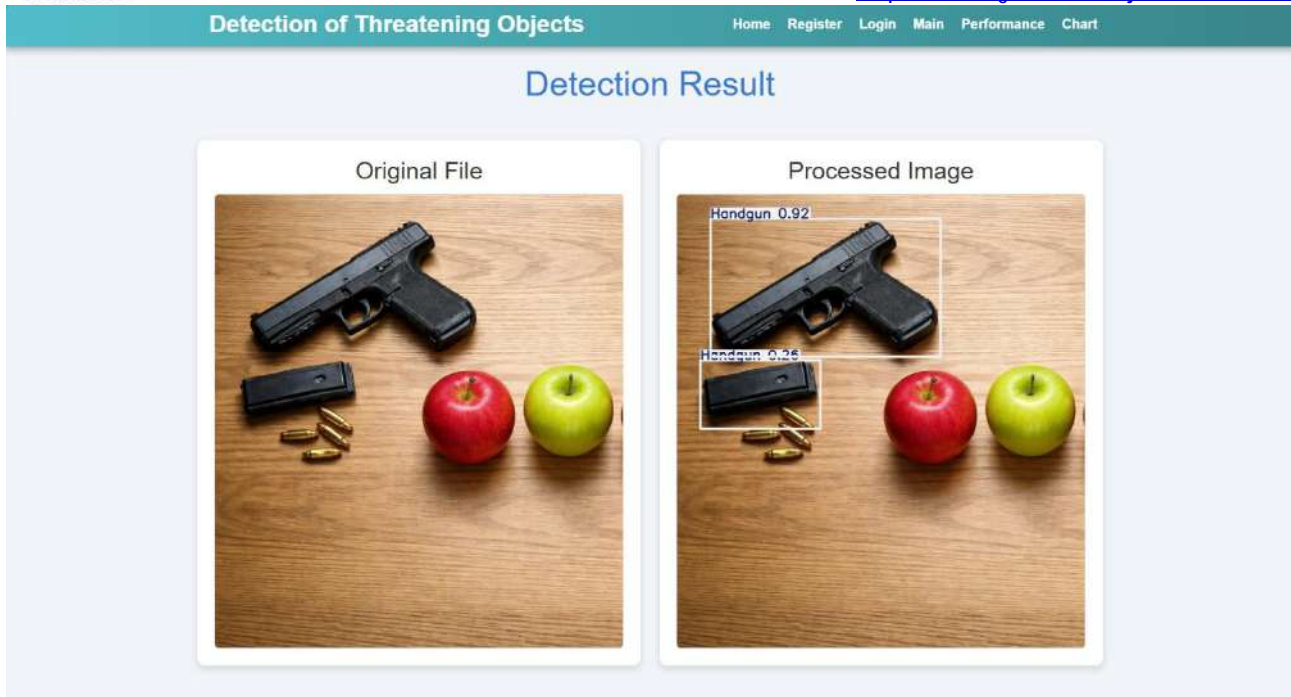 Detection of Threatening Objects
Home Register Login Main Performance Chart
Detection Result
Original File
Processed Image
Handgun 0.92
Handgun 0.26